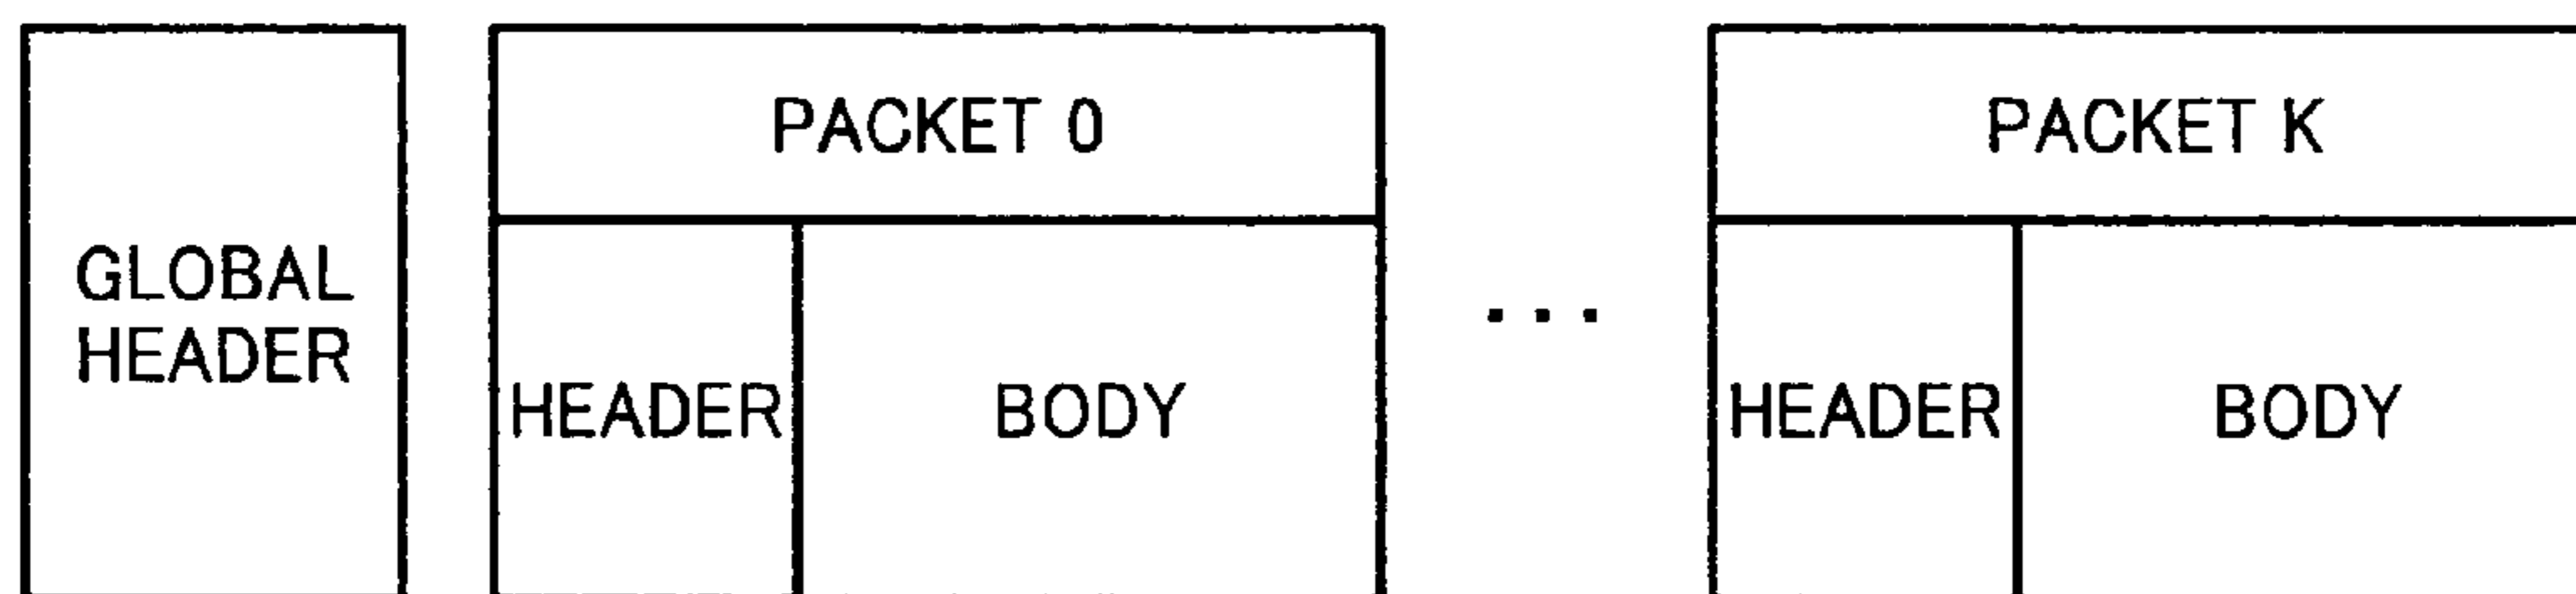 GLOBAL
HEADER
PACKET 0
HEADER
BODY
...
PACKET K
HEADER
BODY